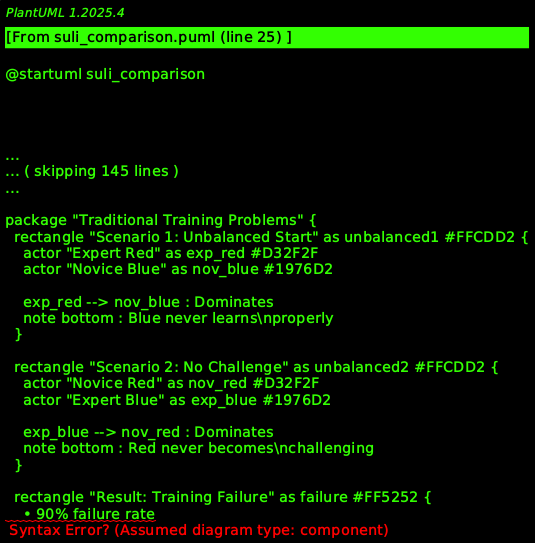 PlantUML 1.2025.4
[From suli_comparison.puml (line 25) ]
@startuml suli_comparison
...
... ( skipping 145 lines )
...
package "Traditional Training Problems" {
rectangle "Scenario 1: Unbalanced Start" as unbalanced1 #FFCDD2 {
actor "Expert Red" as exp_red #D32F2F
actor "Novice Blue" as nov_blue #1976D2
exp_red --> nov_blue : Dominates
note bottom : Blue never learns\nproperly
}
rectangle "Scenario 2: No Challenge" as unbalanced2 #FFCDD2 {
actor "Novice Red" as nov_red #D32F2F
actor "Expert Blue" as exp_blue #1976D2
exp_blue --> nov_red : Dominates
note bottom : Red never becomes\nchallenging
}
rectangle "Result: Training Failure" as failure #FF5252 {
• 90% failure rate
Syntax Error? (Assumed diagram type: component)